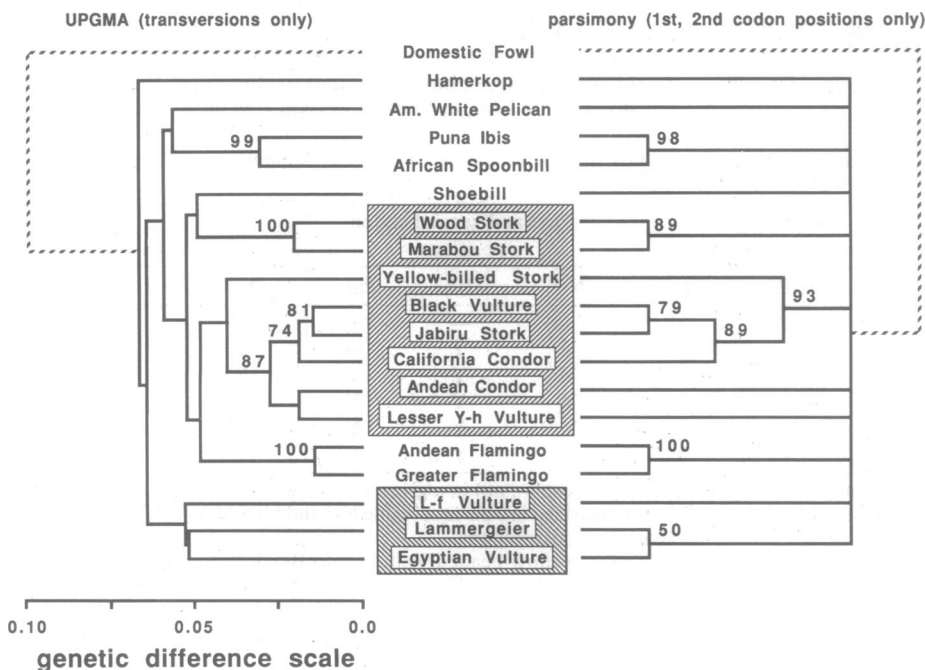 UPGMA (transversions only)
parsimony (1st, 2nd codon positions only)
Domestic Fowl
Hamerkop
Am. White Pelican
Puna Ibis
99
98
African Spoonbill
Shoebill
Wood Stork
100
89
Marabou Stork
Yellow-billed Stork
93
Black Vulture
81
79
Jabiru Stork
74
89
California Condor
87
Andean Condor
Lesser Y-h Vulture
Andean Flamingo
100
100
Greater Flamingo
L-f Vulture
Lammergeier
50
Egyptian Vulture
0.10 0.05 0.0
genetic difference scale